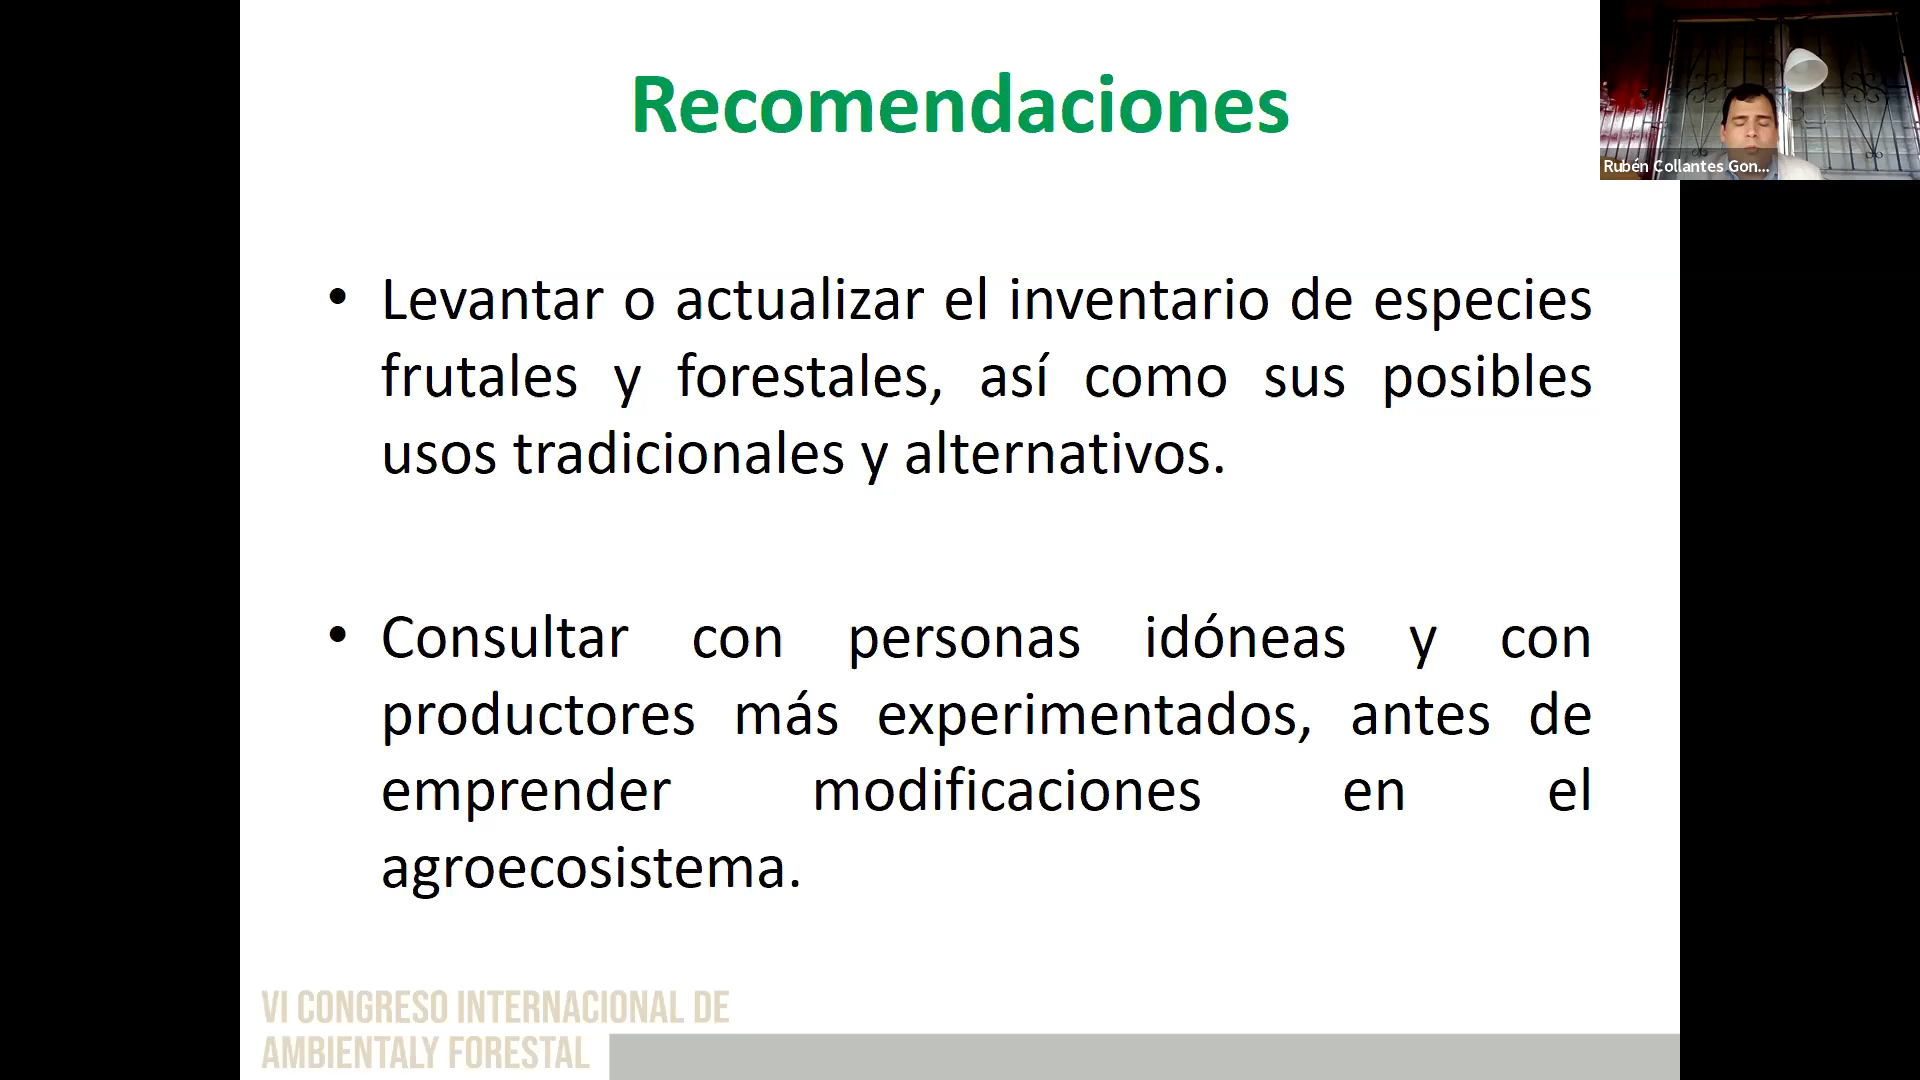 Recomendaciones
Rubén Collantes Gon...
• Levantar o actualizar el inventario de especies
frutales y forestales, así como sus posibles
usos tradicionales y alternativos.
• Consultar con personas idóneas y con
productores más experimentados, antes de
emprender modificaciones en el
agroecosistema.
VI CONGRESO INTERNACIONAL DE
AMBIENTALY FORESTAL